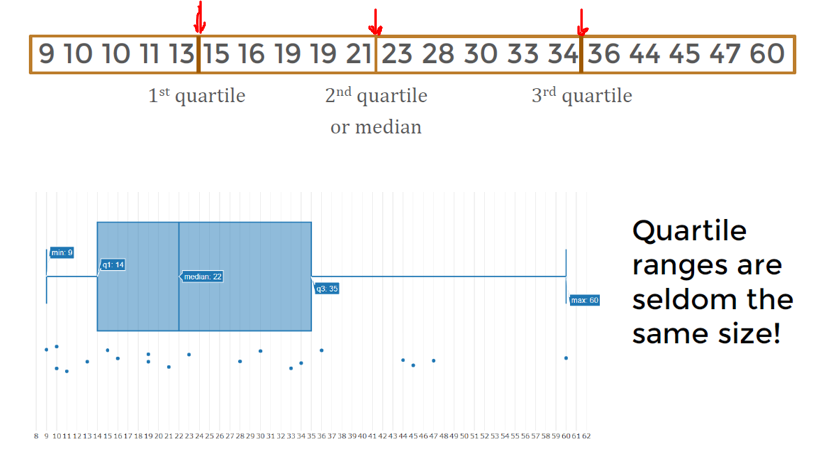 9 10 10 11 13 15 16 19 19 21 23 28 30 33 34 36 44 45 47 60
1st quartile 2nd quartile 3rd quartile
or median
Quartile
ranges are
seldom the
same size!
min: 9
q1: 14
median: 22
q3: 35
max: 60
8 9 10 11 12 13 14 15 16 17 18 19 20 21 22 23 24 25 26 27 28 29 30 31 32 33 34 35 36 37 38 39 40 41 42 43 44 45 46 47 48 49 50 51 52 53 54 55 56 57 58 59 60 61 62